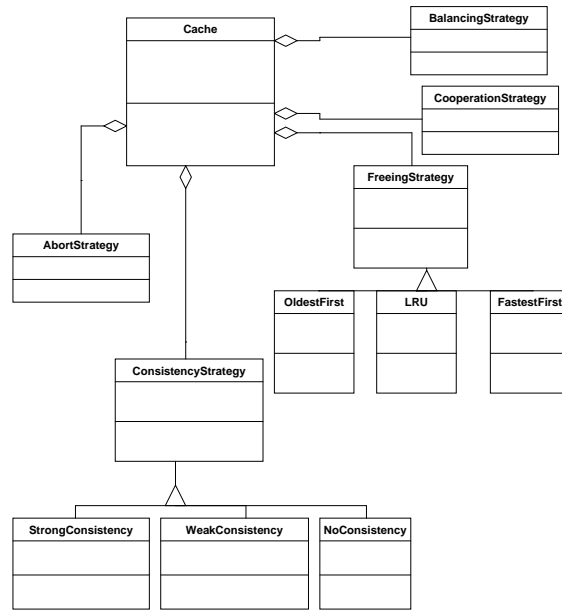 Cache
BalancingStrategy
CooperationStrategy
FreeingStrategy
AbortStrategy
OldestFirst
LRU
FastestFirst
ConsistencyStrategy
StrongConsistency
WeakConsistency
NoConsistency